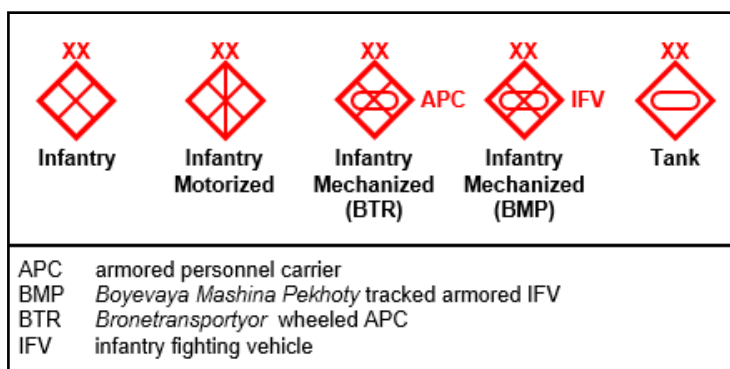 XX XX XX XX XX
APC IFV
Infantry Infantry Infantry Infantry Tank
Motorized Mechanized Mechanized
(BTR) (BMP)
APC armored personnel carrier
BMP Boyevaya Mashina Pekhoty tracked armored IFV
BTR Bronetransportyor wheeled APC
IFV infantry fighting vehicle